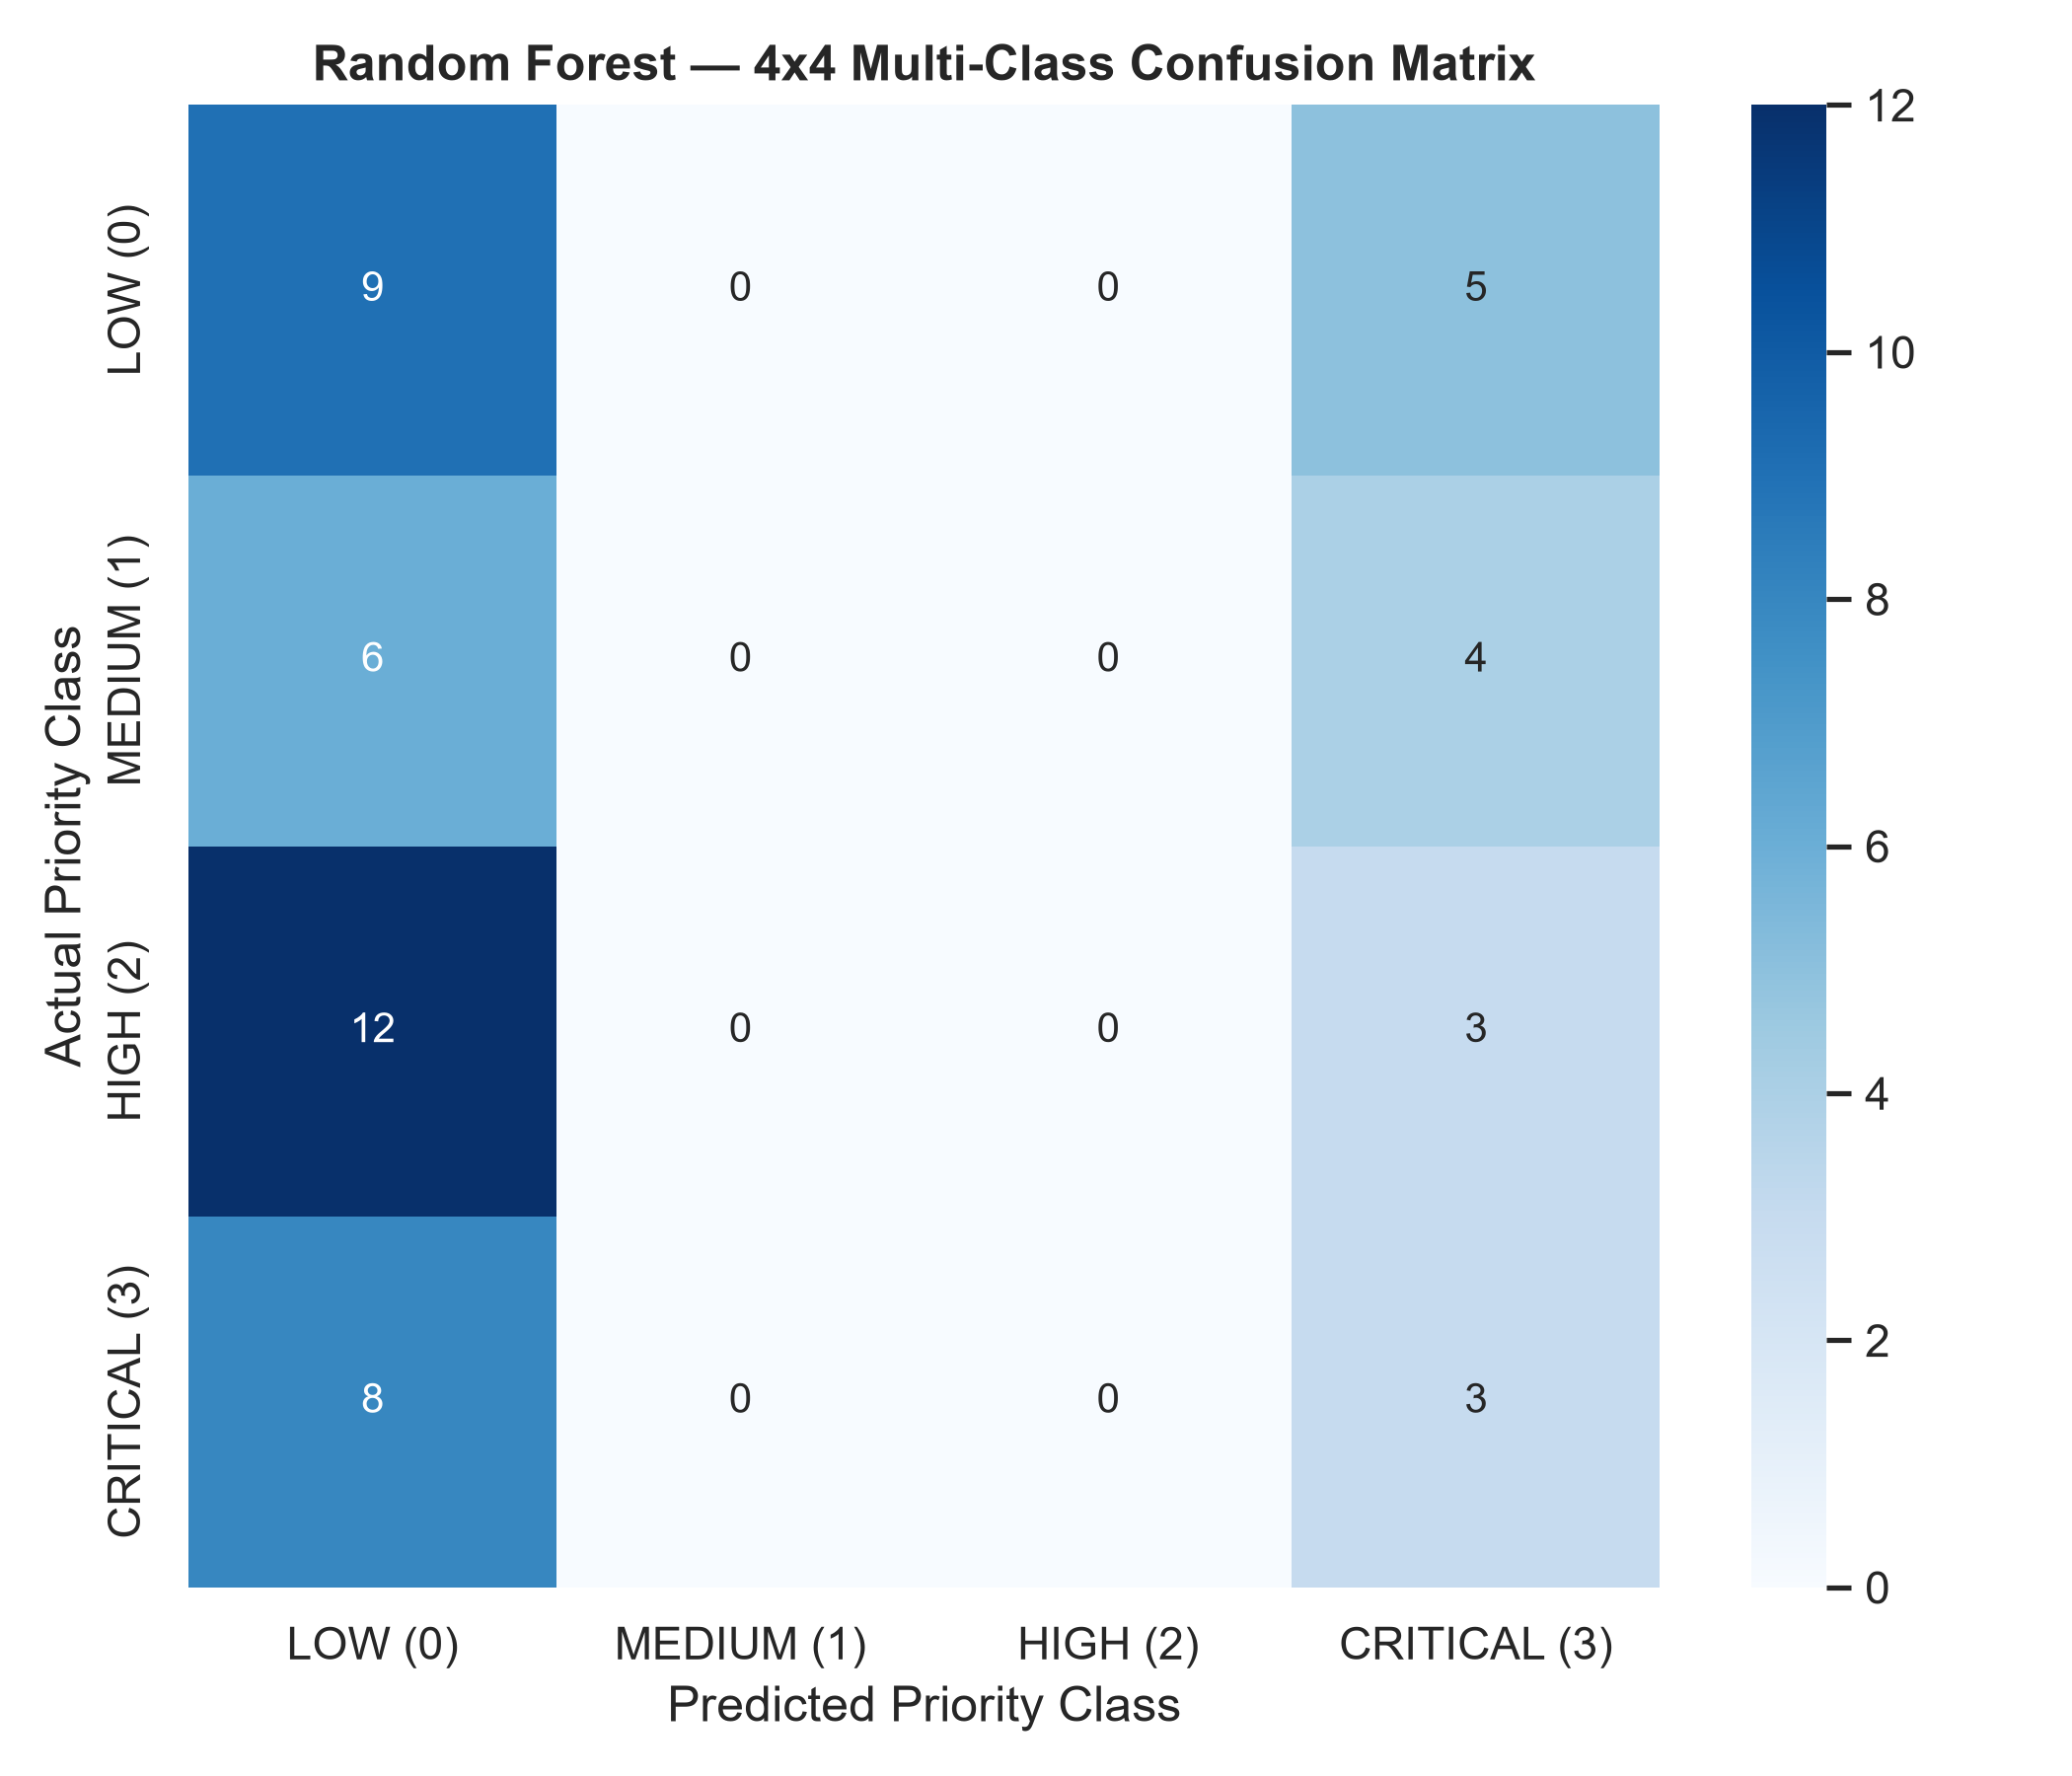 Random Forest — 4x4 Multi-Class Confusion Matrix
Actual Priority Class
LOW (0)
MEDIUM (1)
HIGH (2)
CRITICAL (3)
9 0 0 5
6 0 0 4
12 0 0 3
8 0 0 3
LOW (0) MEDIUM (1) HIGH (2) CRITICAL (3)
Predicted Priority Class
12
10
8
6
4
2
0